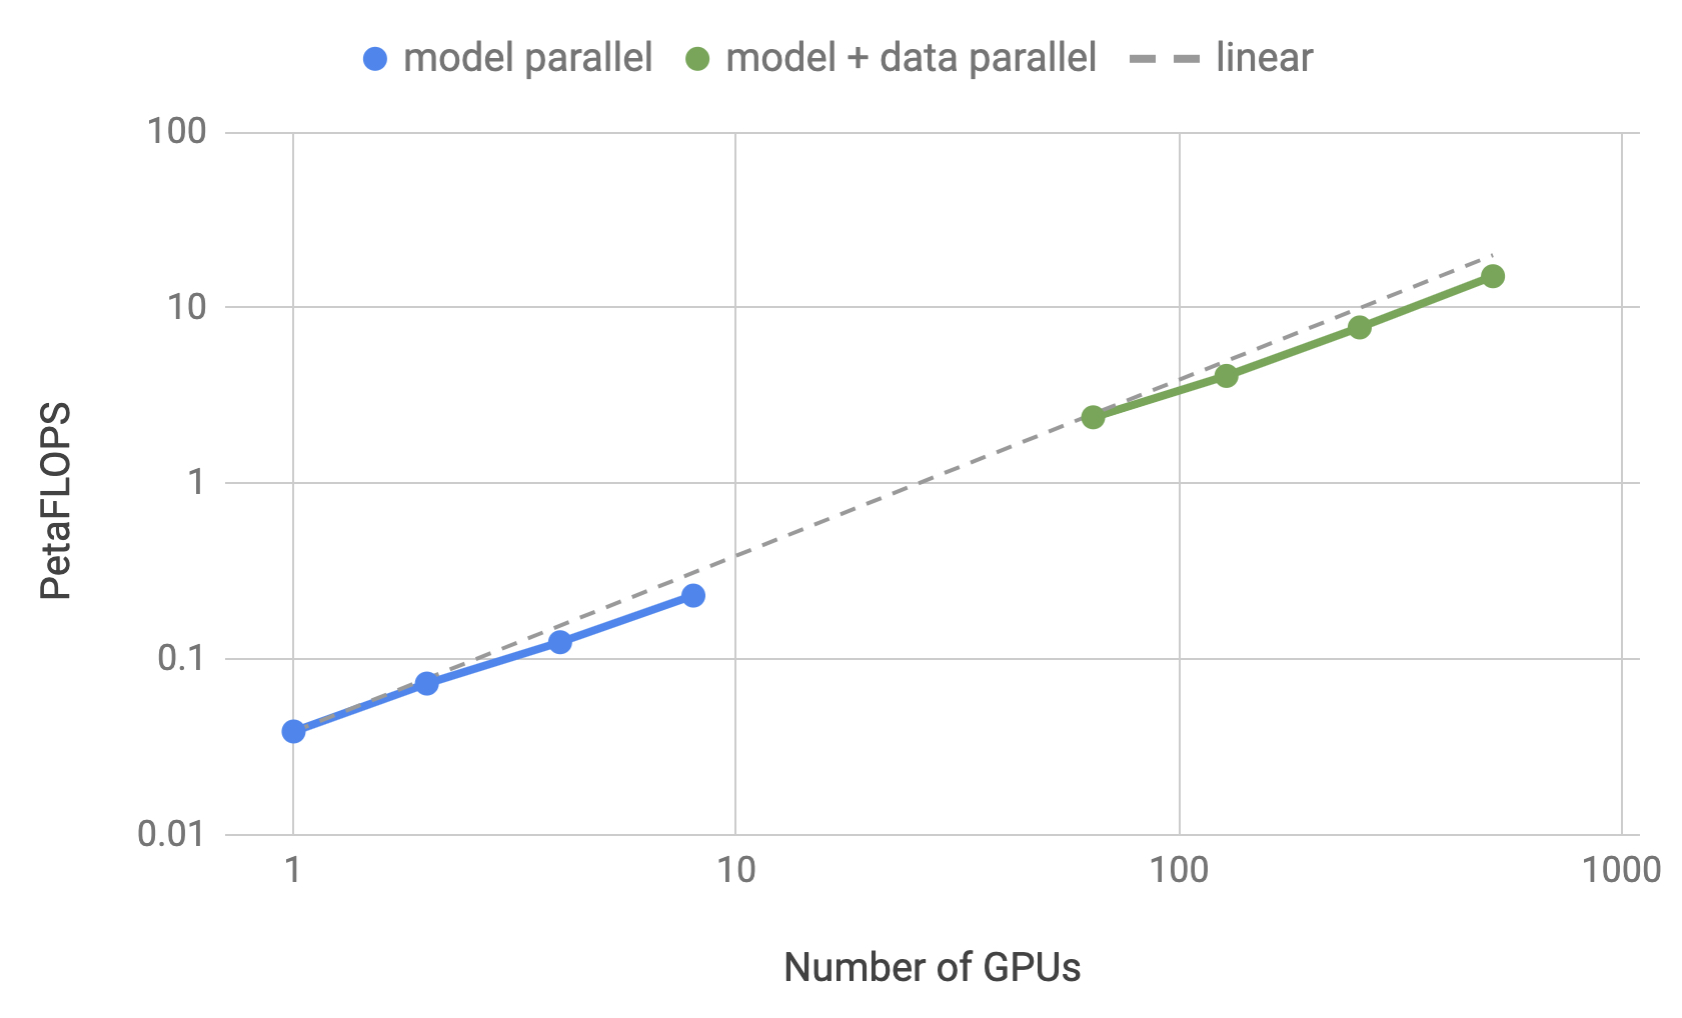 model parallel model + data parallel linear
100
10
1
0.1
0.01
PetaFLOPS
1 10 100 1000
Number of GPUs